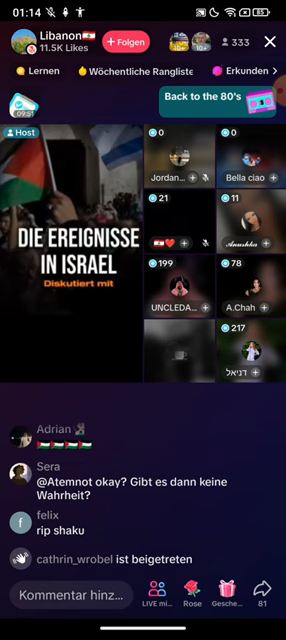 01:14
85
Libanon🇱🇧
11.5K Likes
+ Folgen
10+
10+
333
Lernen
Wöchentliche Rangliste
Erkunden
09:51
Back to the 80's
Host
DIE EREIGNISSE
IN ISRAEL
Diskutiert mit
0
Jordan...
0
Bella ciao
21
🇱🇧❤️
11
Anushka
199
UNCLEDA...
78
A.Chah
217
דניאל
Adrian
🇵🇸🇵🇸🇵🇸🇵🇸
Sera
@Atemnot okay? Gibt es dann keine
Wahrheit?
f
felix
rip shaku
cathrin_wrobel ist beigetreten
Kommentar hinz...
LIVE mi...
Rose
Gesche...
81